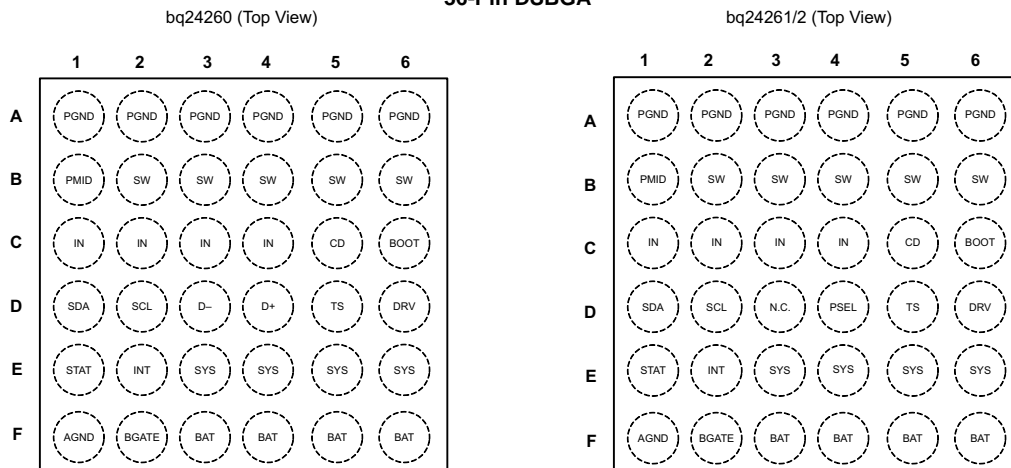 36-Pin DSBGA
bq24260 (Top View) bq24261/2 (Top View)
1 2 3 4 5 6 1 2 3 4 5 6
A PGND PGND PGND PGND PGND PGND A PGND PGND PGND PGND PGND PGND
B PMID SW SW SW SW SW B PMID SW SW SW SW SW
C IN IN IN IN CD BOOT C IN IN IN IN CD BOOT
D SDA SCL D– D+ TS DRV D SDA SCL N.C. PSEL TS DRV
E STAT INT SYS SYS SYS SYS E STAT INT SYS SYS SYS SYS
F AGND BGATE BAT BAT BAT BAT F AGND BGATE BAT BAT BAT BAT